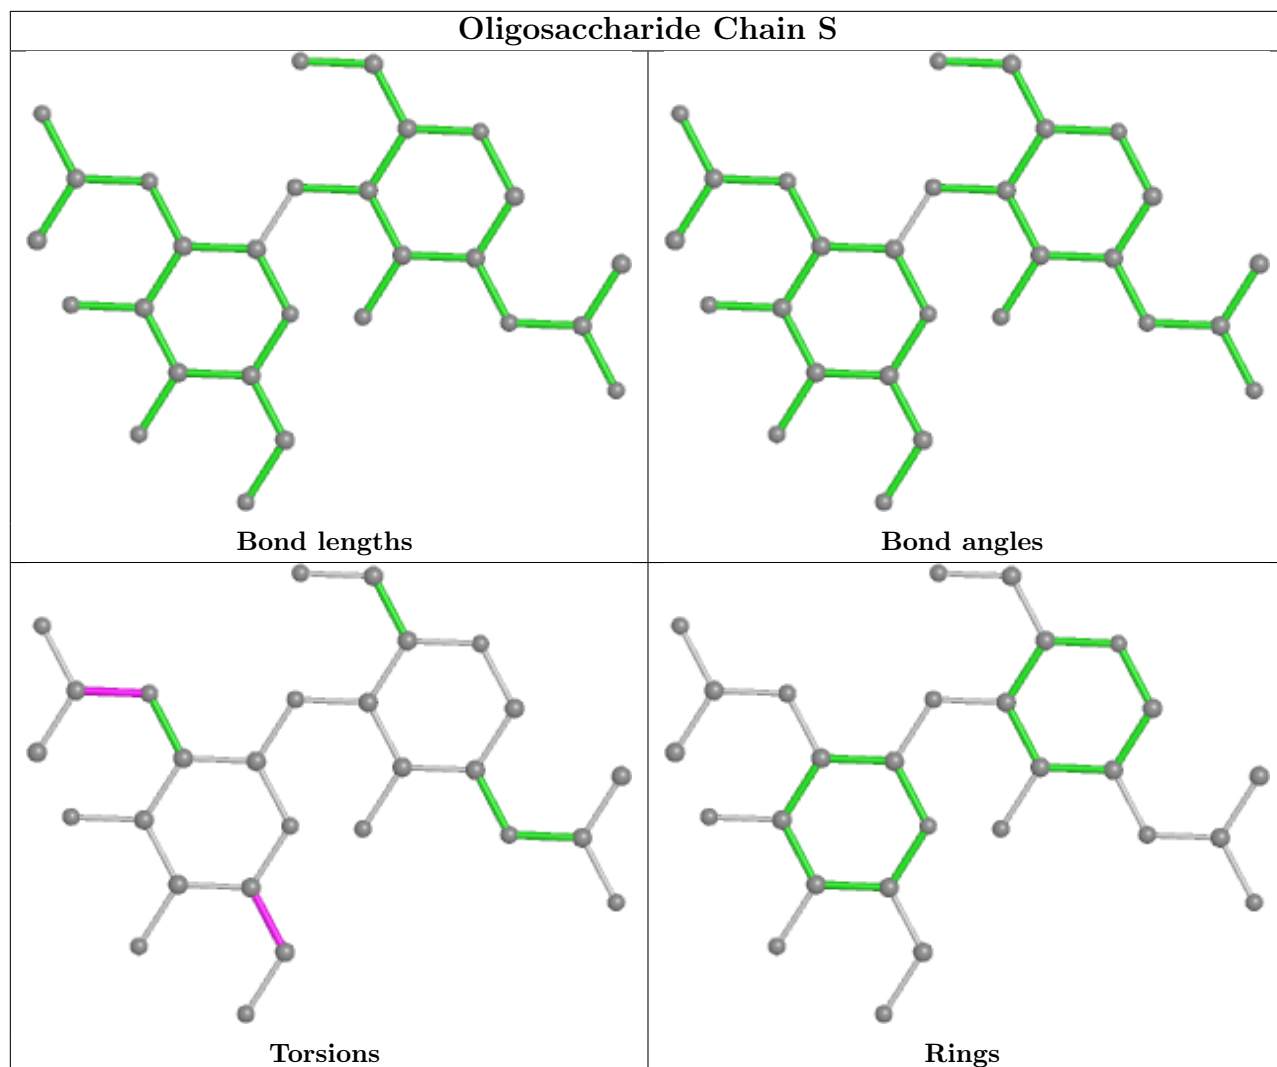 Oligosaccharide Chain S
Bond lengths
Bond angles
Torsions
Rings